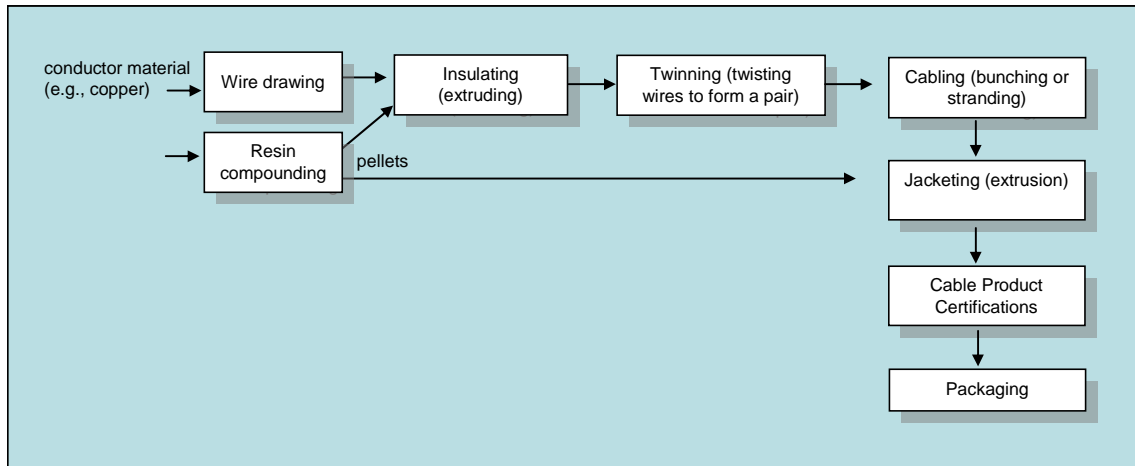 conductor material
(e.g., copper)
Wire drawing
Insulating
(extruding)
Twinning (twisting
wires to form a pair)
Cabling (bunching or
stranding)
Resin
compounding
pellets
Jacketing (extrusion)
Cable Product
Certifications
Packaging